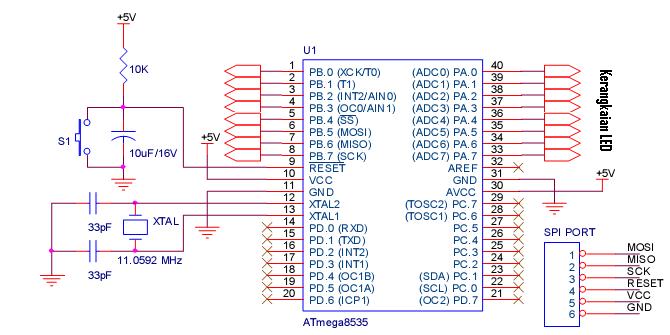 +5V
10K
S1
10uF/16V
+5V
33pF
XTAL
33pF
11.0592 MHz
U1
1 PB.0 (XCK/T0) (ADC0) PA.0 40
2 PB.1 (T1) (ADC1) PA.1 39
3 PB.2 (INT2/AIN0) (ADC2) PA.2 38
4 PB.3 (OC0/AIN1) (ADC3) PA.3 37
5 PB.4 (SS) (ADC4) PA.4 36
6 PB.5 (MOSI) (ADC5) PA.5 35
7 PB.6 (MISO) (ADC6) PA.6 34
8 PB.7 (SCK) (ADC7) PA.7 33
9 RESET AREF 32
10 VCC GND 31
11 GND AVCC 30
12 XTAL2 (TOSC2) PC.7 29
13 XTAL1 (TOSC1) PC.6 28
14 PD.0 (RXD) PC.5 27
15 PD.1 (TXD) PC.4 26
16 PD.2 (INT2) PC.3 25
17 PD.3 (INT1) PC.2 24
18 PD.4 (OC1B) (SDA) PC.1 23
19 PD.5 (OC1A) (SCL) PC.0 22
20 PD.6 (ICP1) (OC2) PD.7 21
ATmega8535
Kerangkaian LED
+5V
SPI PORT
1 MOSI
2 MISO
3 SCK
4 RESET
5 VCC
6 GND